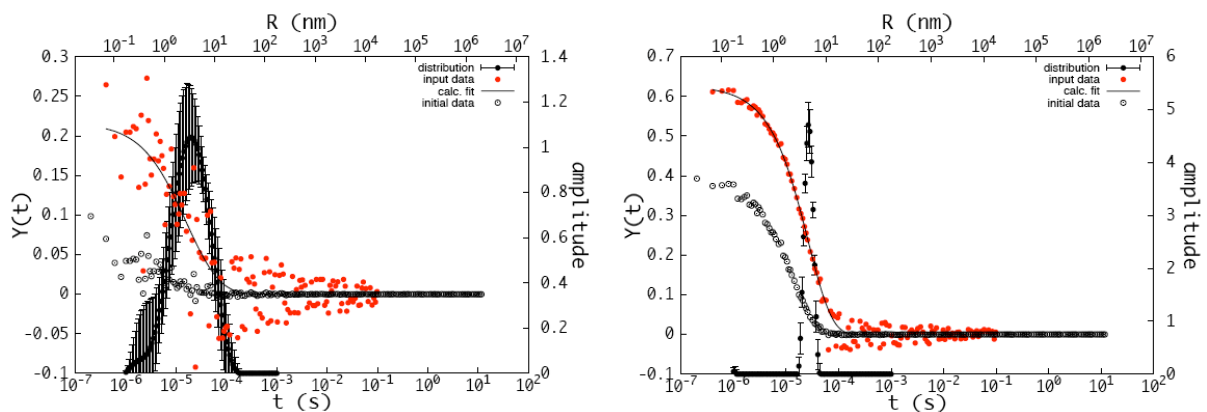 R (nm)
10^-1 10^0 10^1 10^2 10^3 10^4 10^5 10^6 10^7
0.3 0.25 0.2 0.15 0.1 0.05 0 -0.05 -0.1
Y(t)
distribution
input data
calc. fit
initial data
1.4 1.2 1 0.8 0.6 0.4 0.2 0
amplitude
10^-7 10^-6 10^-5 10^-4 10^-3 10^-2 10^-1 10^0 10^1 10^2
t (s)
R (nm)
10^-1 10^0 10^1 10^2 10^3 10^4 10^5 10^6 10^7
0.7 0.6 0.5 0.4 0.3 0.2 0.1 0 -0.1
Y(t)
distribution
input data
calc. fit
initial data
6 5 4 3 2 1 0
amplitude
10^-7 10^-6 10^-5 10^-4 10^-3 10^-2 10^-1 10^0 10^1 10^2
t (s)